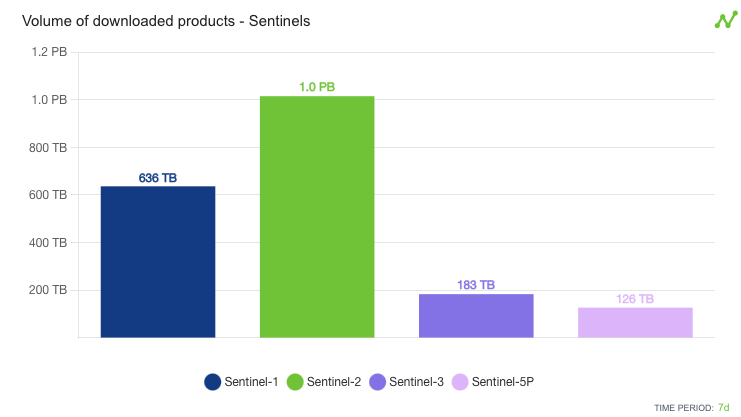 Volume of downloaded products - Sentinels
1.2 PB
1.0 PB
800 TB
600 TB
400 TB
200 TB
636 TB
1.0 PB
183 TB
126 TB
Sentinel-1 Sentinel-2 Sentinel-3 Sentinel-5P
TIME PERIOD: 7d